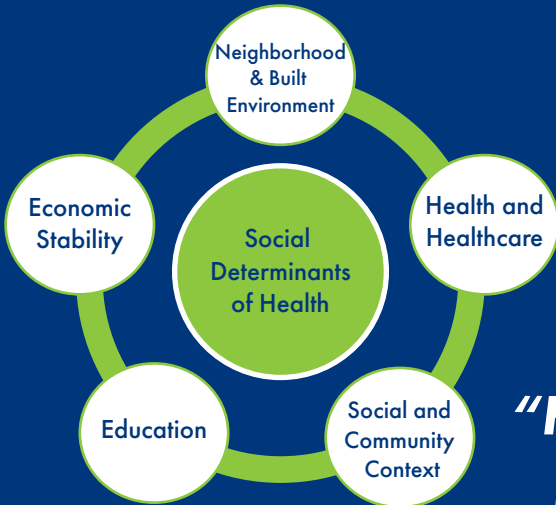 Neighborhood
& Built
Environment
Economic
Stability
Health and
Healthcare
Social
Determinants
of Health
Education
Social and
Community
Context